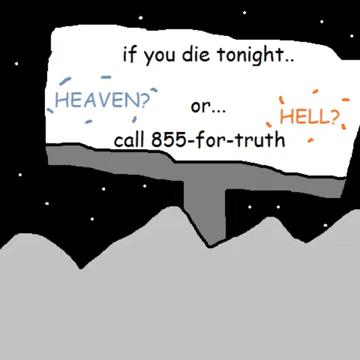 if you die tonight..
HEAVEN? or... HELL?
call 855-for-truth